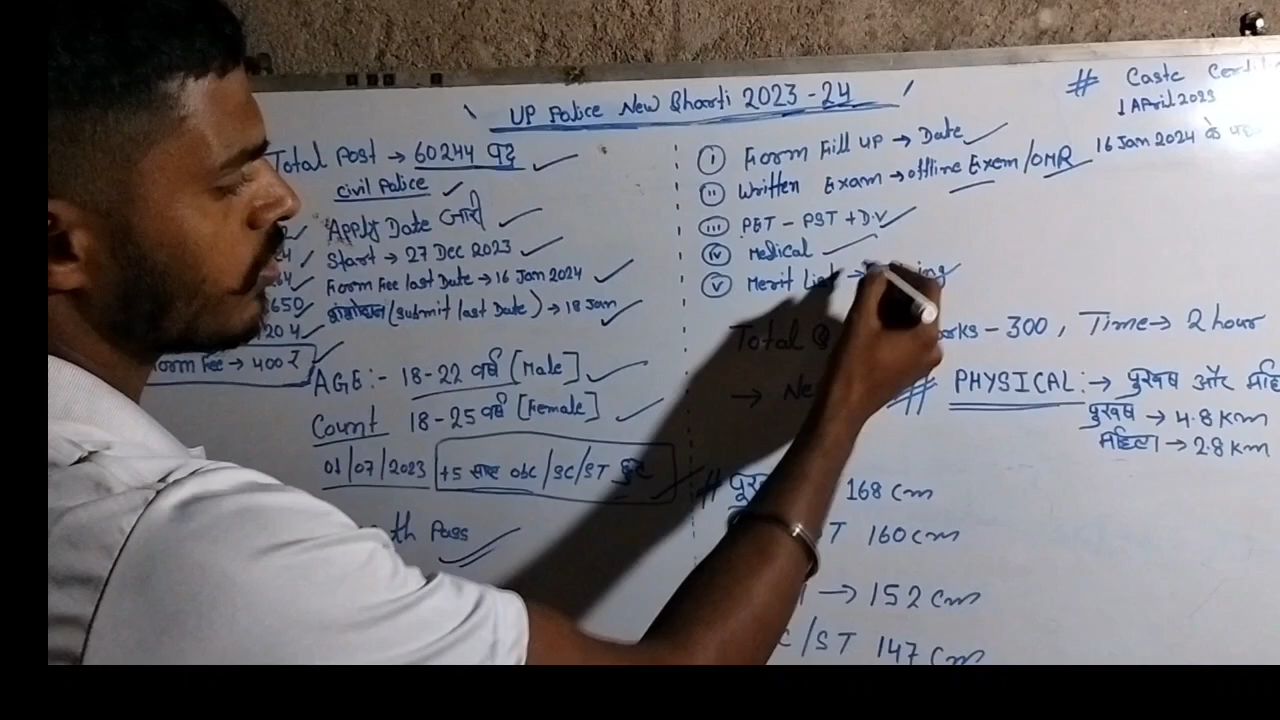 UP Police New Bharti 2023-24
# Caste
1 April 2023
16 Jan 2024 के
Total Post → 60244 पद
civil Police
Apply Date जारी
Start → 27 Dec 2023
Form Fee last Date → 16 Jan 2024
650
(submit last Date) → 18 Jan
204
Form Fee → 400 ₹
AGE:- 18-22 वर्ष [Male]
Count 18-25 वर्ष [Female]
01/07/2023 +5 साल OBC/SC/ST छुट
th Pass
(i) Form Fill UP → Date
(ii) Written Exam → offline Exem/OMR
(iii) PET - PST + D.V
(iv) Medical
(v) Merit List →
Total - 300, Time → 2 hour
→ Ne
# PHYSICAL :→ पुरुष और
पुरुष → 4.8 Km
महिला → 2.8 Km
# 168 cm
T 160 cm
→ 152 cm
/ST 147 cm